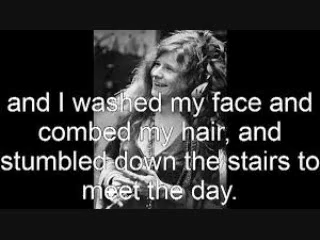 and I washed my face and
combed my hair, and
stumbled down the stairs to
meet the day.